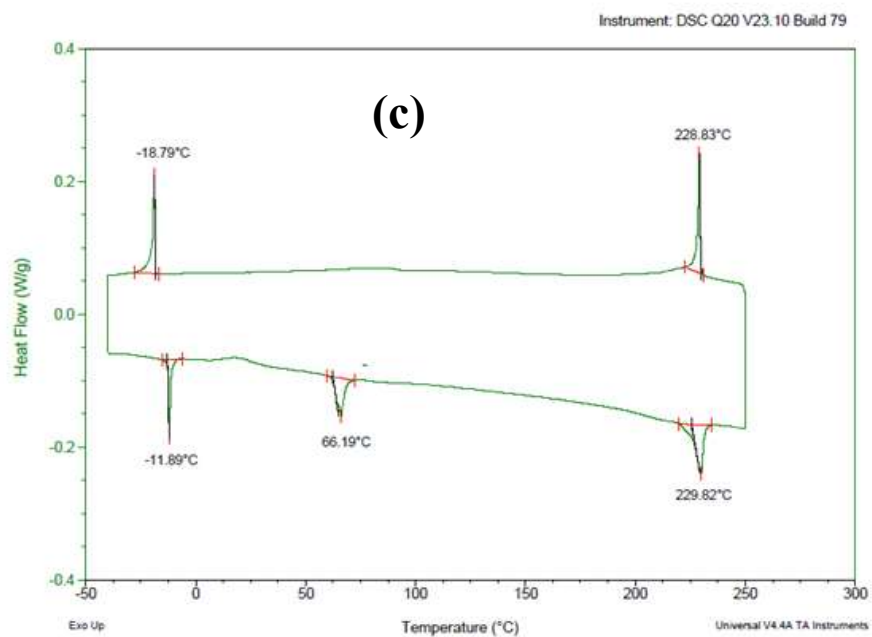 Instrument: DSC Q20 V23.10 Build 79
(c)
0.4
0.2
0.0
-0.2
-0.4
Heat Flow (W/g)
-18.79°C
228.83°C
-11.89°C
66.19°C
229.82°C
-50
0
50
100
150
200
250
300
Exo Up
Temperature (°C)
Universal V4.4A TA Instruments